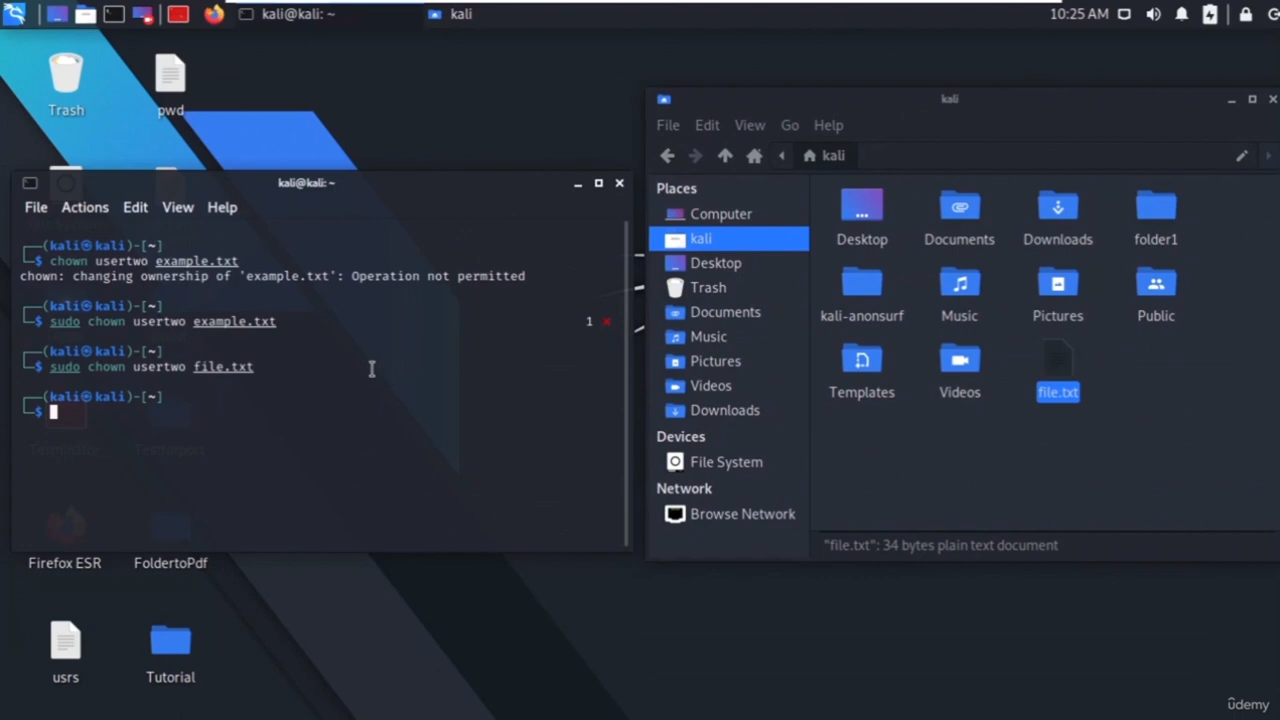 kali@kali: ~
kali
10:25 AM
Trash
pwd
kali@kali: ~
File Actions Edit View Help
┌──(kali㉿kali)-[~]
└─$ chown usertwo example.txt
chown: changing ownership of 'example.txt': Operation not permitted
┌──(kali㉿kali)-[~]
└─$ sudo chown usertwo example.txt 1 ✗
┌──(kali㉿kali)-[~]
└─$ sudo chown usertwo file.txt
┌──(kali㉿kali)-[~]
└─$
Firefox ESR
FoldertoPdf
usrs
Tutorial
kali
File Edit View Go Help
kali
Places
Computer
kali
Desktop
Trash
Documents
Music
Pictures
Videos
Downloads
Devices
File System
Network
Browse Network
Desktop
Documents
Downloads
folder1
kali-anonsurf
Music
Pictures
Public
Templates
Videos
file.txt
"file.txt": 34 bytes plain text document
ûdemy